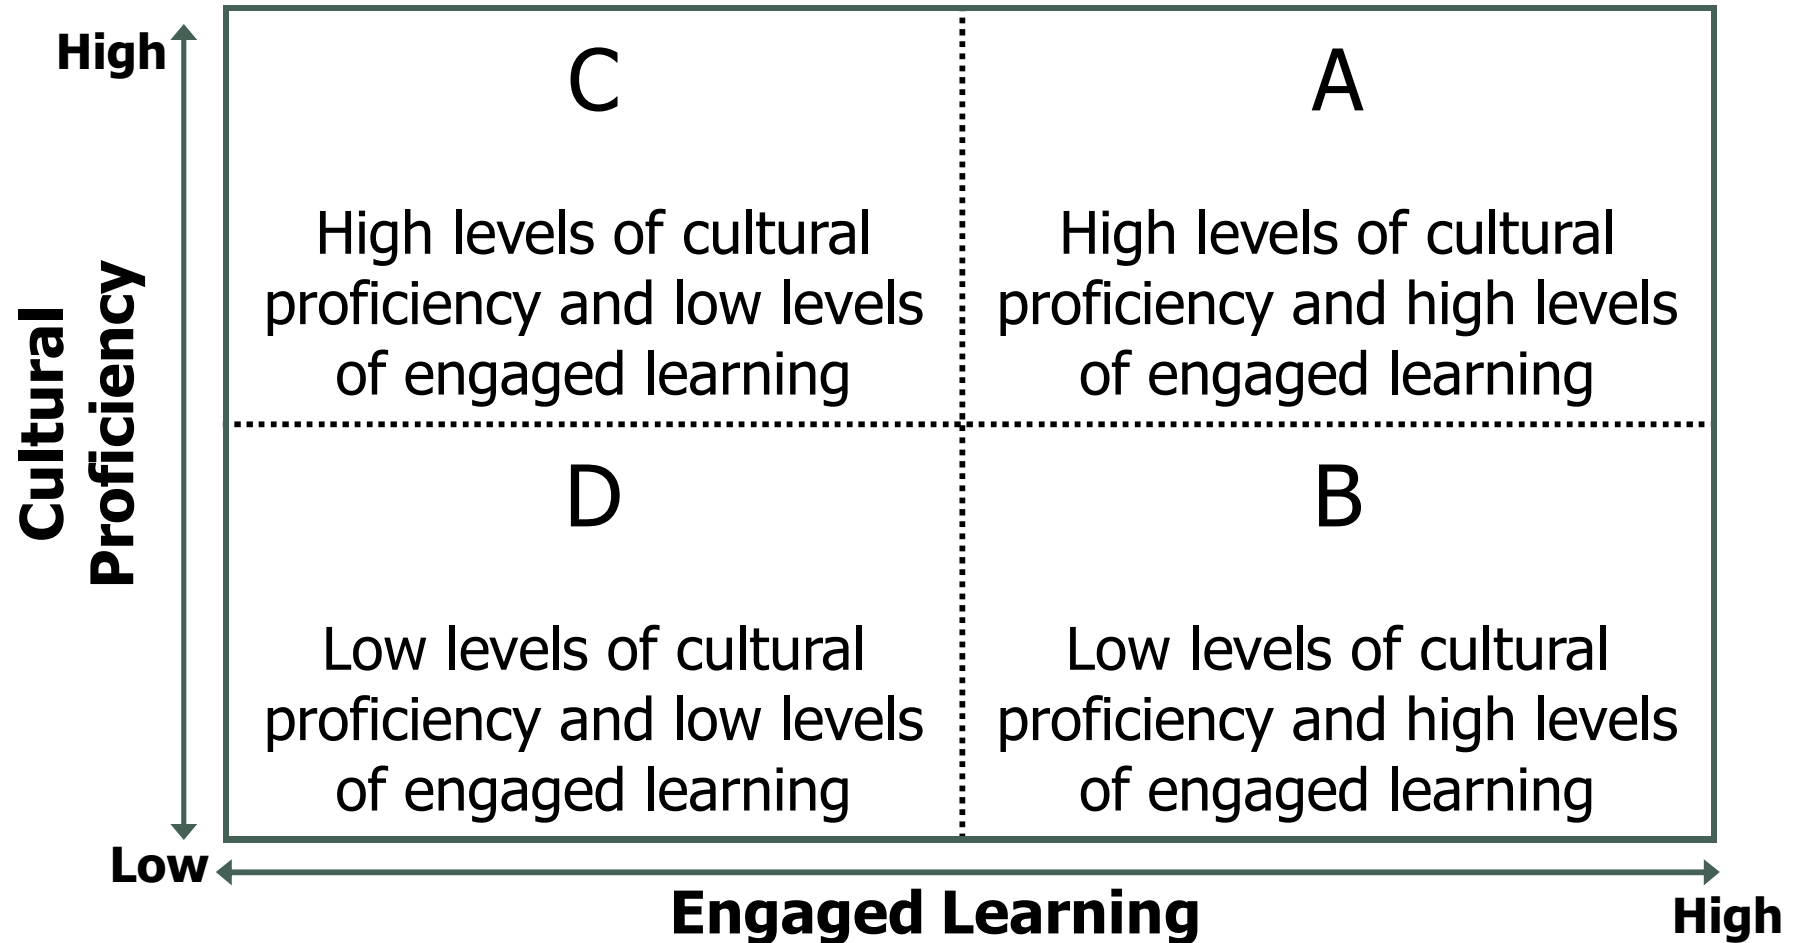 High
Cultural
Proficiency
Low
C
High levels of cultural
proficiency and low levels
of engaged learning
A
High levels of cultural
proficiency and high levels
of engaged learning
D
Low levels of cultural
proficiency and low levels
of engaged learning
B
Low levels of cultural
proficiency and high levels
of engaged learning
Engaged Learning
High